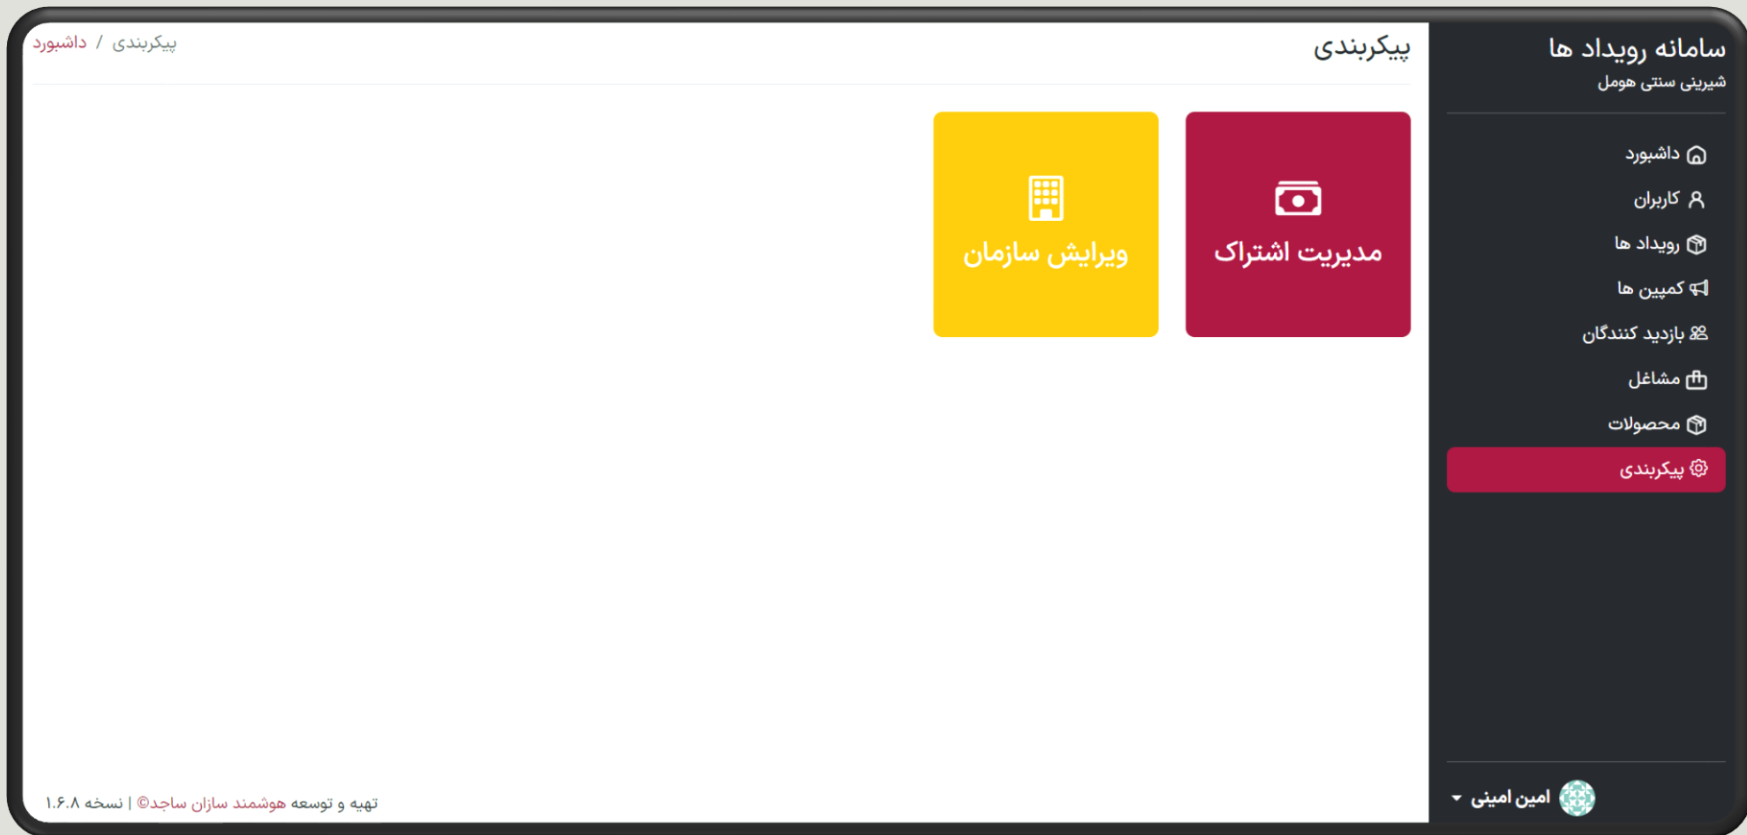 سامانه رویداد ها
شیرینی سنتی هومل
داشبورد
کاربران
رویداد ها
کمپین ها
بازدید کنندگان
مشاغل
محصولات
پیکربندی
امین امینی
پیکربندی
داشبورد / پیکربندی
مدیریت اشتراک
ویرایش سازمان
تهیه و توسعه هوشمند سازان ساجد© | نسخه ۱.۶.۸